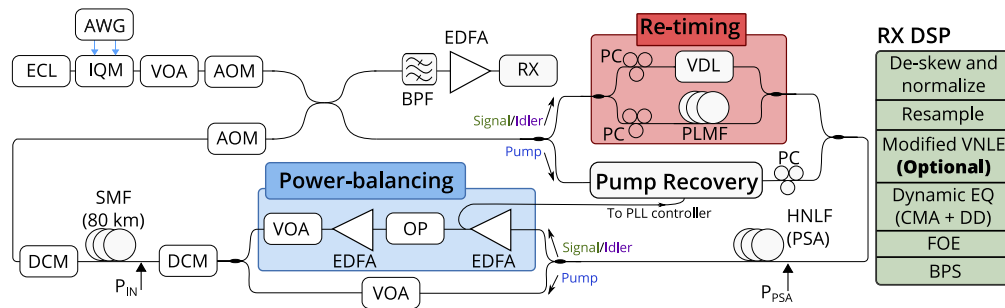 AWG
ECL
IQM
VOA
AOM
AOM
BPF
EDFA
RX
Re-timing
PC
VDL
PC
PLMF
Signal/Idler
Pump
Pump Recovery
PC
To PLL controller
Power-balancing
VOA
EDFA
OP
EDFA
Signal/Idler
Pump
VOA
SMF
(80 km)
DCM
P_IN
DCM
HNLF
(PSA)
P_PSA
RX DSP
De-skew and
normalize
Resample
Modified VNLE
(Optional)
Dynamic EQ
(CMA + DD)
FOE
BPS